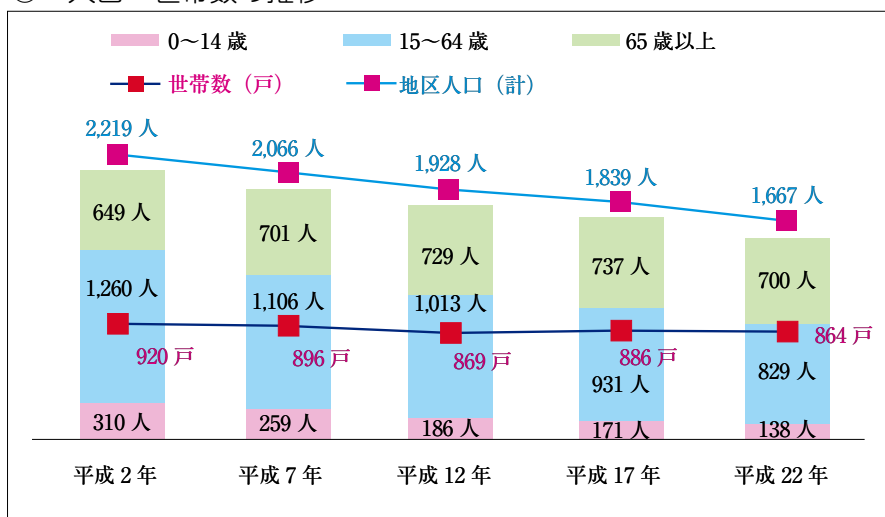 0〜14 歳 15〜64 歳 65 歳以上
世帯数（戸） 地区人口（計）
2,219 人 2,066 人 1,928 人 1,839 人 1,667 人
649 人 701 人 729 人 737 人 700 人
1,260 人 1,106 人 1,013 人 931 人 829 人
920 戸 896 戸 869 戸 886 戸 864 戸
310 人 259 人 186 人 171 人 138 人
平成 2 年 平成 7 年 平成 12 年 平成 17 年 平成 22 年